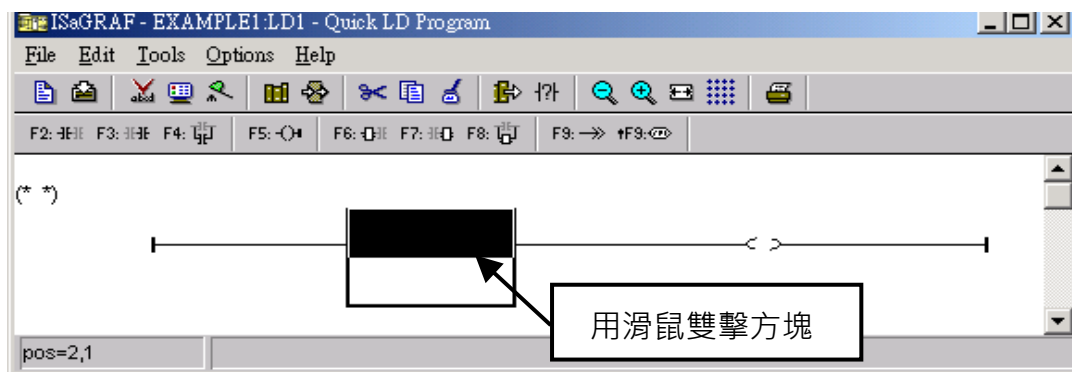 ISaGRAF - EXAMPLE1:LD1 - Quick LD Program
File Edit Tools Options Help
F2: F3: F4: F5: F6: F7: F8: F9: F9:
(* *)
用滑鼠雙擊方塊
pos=2,1